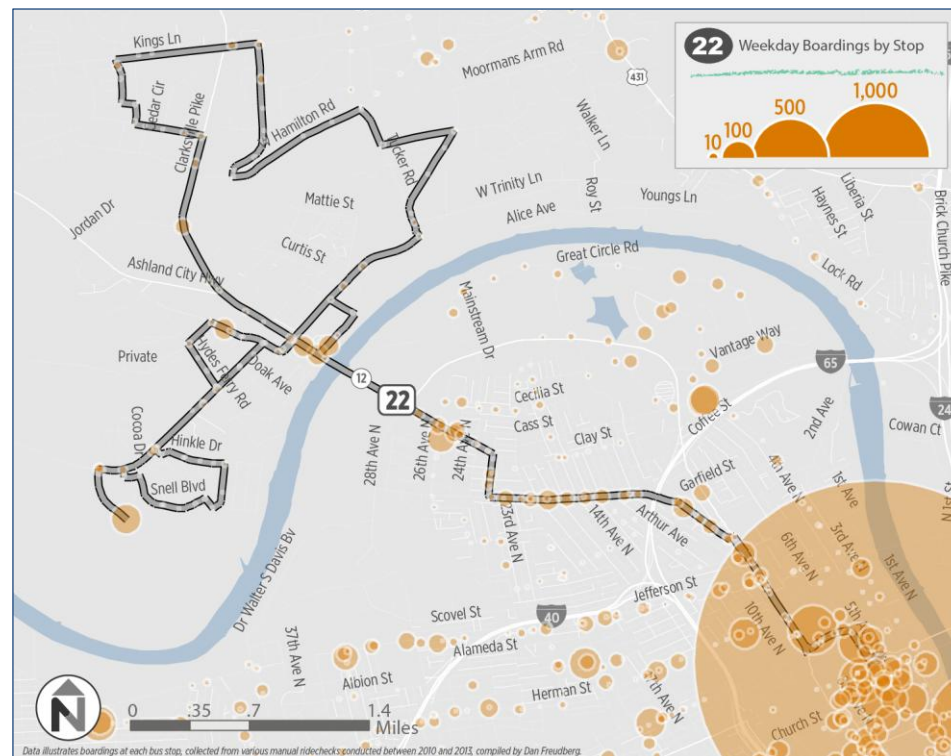 22 Weekday Boardings by Stop
10 100 500 1,000
Kings Ln
Moormans Arm Rd
431
Clarksville Pike
Hamilton Rd
Walker Ln
Tucker Rd
W Trinity Ln
Roy St
Youngs Ln
Liberia St
Haynes St
Brick Church Pike
Mattie St
Alice Ave
Jordan Dr
Curtis St
Great Circle Rd
Lock Rd
Ashland City Hwy
Mainstream Dr
Vantage Way
Private
Hydes Ferry Rd
Doak Ave
12
22
65
24
Cecilia St
Cass St
Coffee St
2nd Ave
Cowan Ct
Cocoa Dr
Hinkle Dr
28th Ave N
26th Ave N
24th Ave N
Clay St
Snell Blvd
Garfield St
4th Ave N
1st Ave
23rd Ave N
14th Ave N
Arthur Ave
3rd Ave N
6th Ave N
1st Ave N
Dr Walter S Davis Bv
Jefferson St
Scovel St
40
10th Ave N
5th Ave
37th Ave N
Alameda St
Albion St
Herman St
7th Ave N
Church St
N
0 .35 .7 1.4
Miles
Data illustrates boardings at each bus stop, collected from various manual ridechecks conducted between 2010 and 2013, compiled by Dan Freudberg.